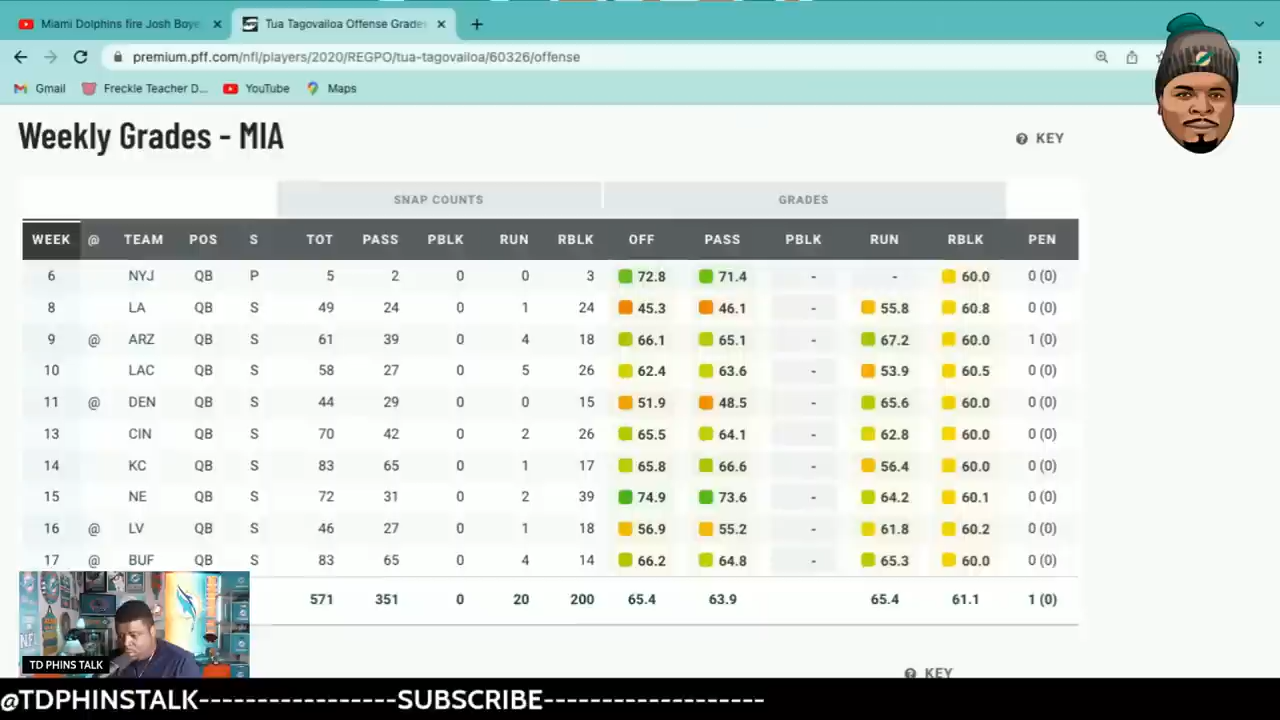 Miami Dolphins fire Josh Boye
Tua Tagovailoa Offense Grades
premium.pff.com/nfl/players/2020/REGPO/tua-tagovailoa/60326/offense
Gmail Freckle Teacher D... YouTube Maps
Weekly Grades - MIA
KEY
SNAP COUNTS GRADES
WEEK @ TEAM POS S TOT PASS PBLK RUN RBLK OFF PASS PBLK RUN RBLK PEN
6 NYJ QB P 5 2 0 0 3 72.8 71.4 - - 60.0 0 (0)
8 LA QB S 49 24 0 1 24 45.3 46.1 - 55.8 60.8 0 (0)
9 @ ARZ QB S 61 39 0 4 18 66.1 65.1 - 67.2 60.0 1 (0)
10 LAC QB S 58 27 0 5 26 62.4 63.6 - 53.9 60.5 0 (0)
11 @ DEN QB S 44 29 0 0 15 51.9 48.5 - 65.6 60.0 0 (0)
13 CIN QB S 70 42 0 2 26 65.5 64.1 - 62.8 60.0 0 (0)
14 KC QB S 83 65 0 1 17 65.8 66.6 - 56.4 60.0 0 (0)
15 NE QB S 72 31 0 2 39 74.9 73.6 - 64.2 60.1 0 (0)
16 @ LV QB S 46 27 0 1 18 56.9 55.2 - 61.8 60.2 0 (0)
17 @ BUF QB S 83 65 0 4 14 66.2 64.8 - 65.3 60.0 0 (0)
571 351 0 20 200 65.4 63.9 65.4 61.1 1 (0)
KEY
TD PHINS TALK
@TDPHINSTALK----------------SUBSCRIBE------------------